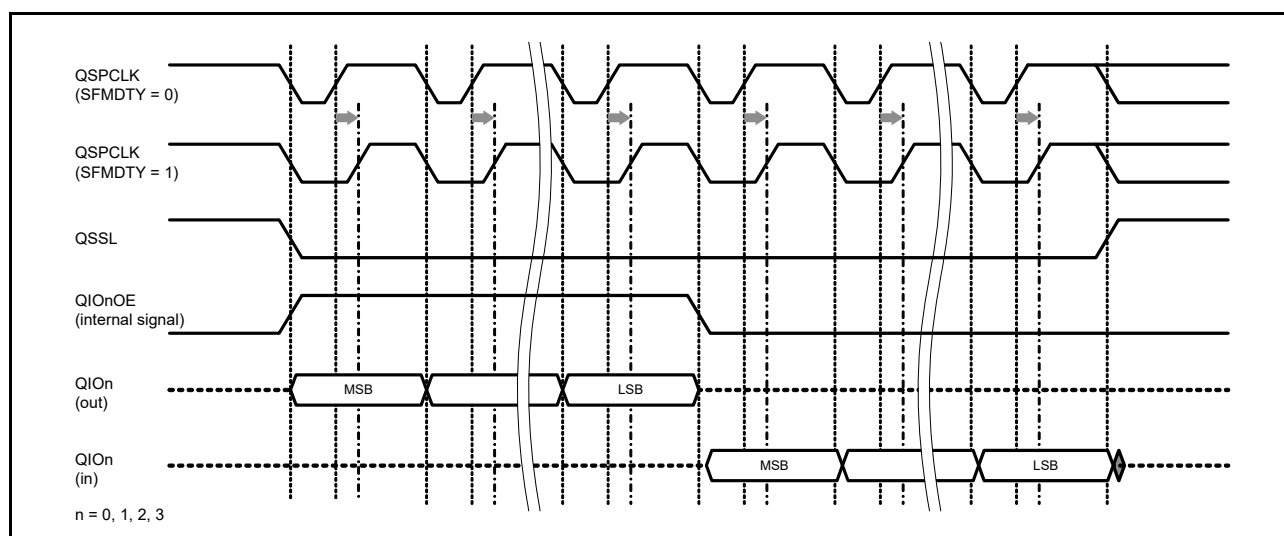 QSPCLK
(SFMDTY = 0)
QSPCLK
(SFMDTY = 1)
QSSL
QIOnOE
(internal signal)
QIOn
(out)
MSB
LSB
QIOn
(in)
MSB
LSB
n = 0, 1, 2, 3